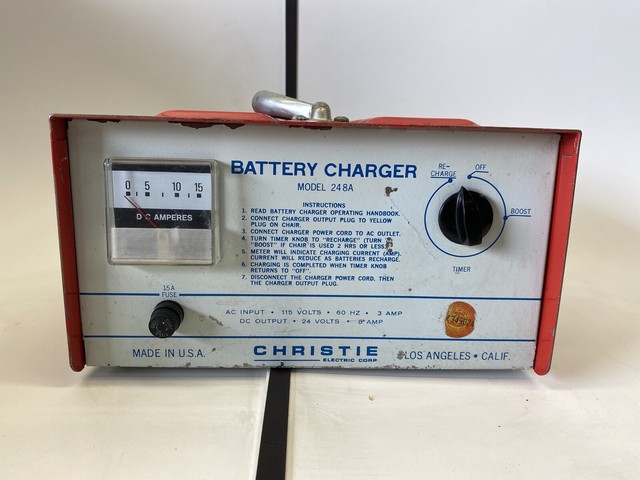 0 5 10 15
D C AMPERES
BATTERY CHARGER
MODEL 248A
INSTRUCTIONS
1. READ BATTERY CHARGER OPERATING HANDBOOK.
2. CONNECT CHARGER OUTPUT PLUG TO YELLOW
PLUG ON CHAIR.
3. CONNECT CHARGER POWER CORD TO AC OUTLET.
4. TURN TIMER KNOB TO "RECHARGE" (TURN TO
"BOOST" IF CHAIR IS USED 2 HRS OR LESS).
5. METER WILL INDICATE CHARGING CURRENT (AMP).
CURRENT WILL REDUCE AS BATTERIES RECHARGE.
6. CHARGING IS COMPLETED WHEN TIMER KNOB
RETURNS TO "OFF".
7. DISCONNECT THE CHARGER POWER CORD, THEN
THE CHARGER OUTPUT PLUG.
RE-
CHARGE
OFF
BOOST
TIMER
15A
FUSE
AC INPUT • 115 VOLTS • 60 HZ • 3 AMP
DC OUTPUT • 24 VOLTS • 8 AMP
MADE IN U.S.A.
CHRISTIE
ELECTRIC CORP
LOS ANGELES • CALIF.